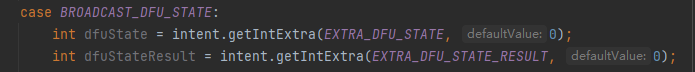 case BROADCAST_DFU_STATE:
int dfuState = intent.getIntExtra(EXTRA_DFU_STATE, defaultValue: 0);
int dfuStateResult = intent.getIntExtra(EXTRA_DFU_STATE_RESULT, defaultValue: 0);